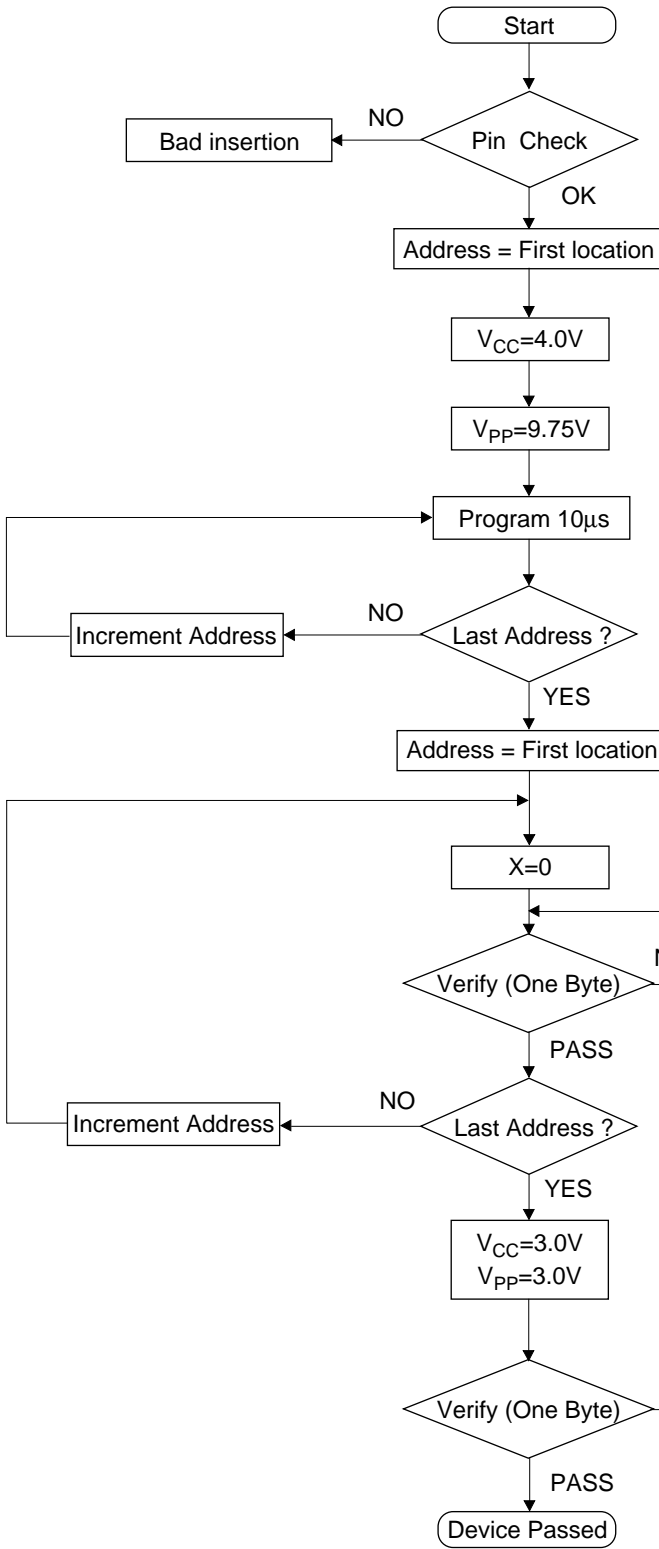 Start
NO
Bad insertion
Pin Check
OK
Address = First location
VCC=4.0V
VPP=9.75V
Program 10μs
NO
Increment Address
Last Address ?
YES
Address = First location
X=0
Verify (One Byte)
PASS
NO
Increment Address
Last Address ?
YES
VCC=3.0V
VPP=3.0V
Verify (One Byte)
PASS
Device Passed